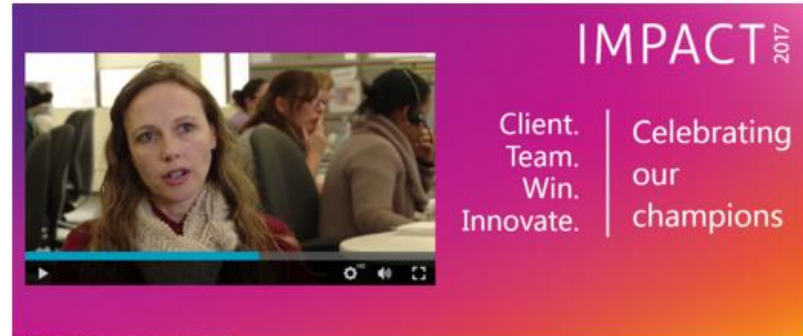 IMPACT 2017
Client.
Team.
Win.
Innovate.
Celebrating
our
champions